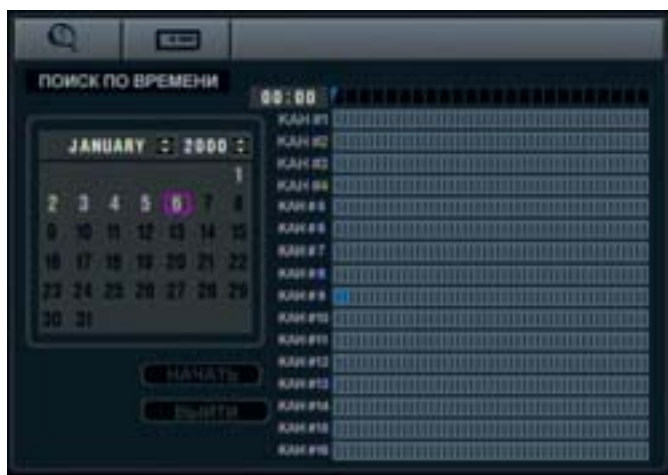 ПОИСК ПО ВРЕМЕНИ
00:00
JANUARY 2000
1
2 3 4 5 6 7 8
9 10 11 12 13 14 15
16 17 18 19 20 21 22
23 24 25 26 27 28 29
30 31
НАЧАТЬ
ВЫЙТИ
КАН #1
КАН #2
КАН #3
КАН #4
КАН #5
КАН #6
КАН #7
КАН #8
КАН #9
КАН #10
КАН #11
КАН #12
КАН #13
КАН #14
КАН #15
КАН #16